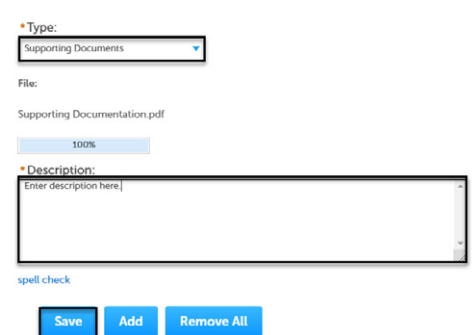 *Type:
Supporting Documents
File:
Supporting Documentation.pdf
100%
*Description:
Enter description here.
spell check
Save Add Remove All